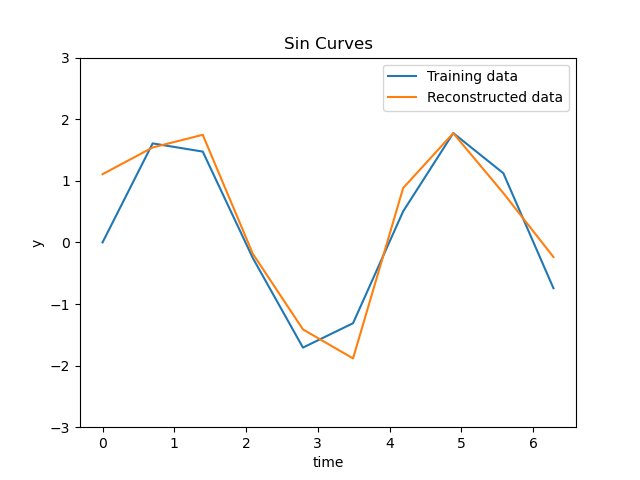 Sin Curves
Training data
Reconstructed data
3
2
1
0
−1
−2
−3
y
0 1 2 3 4 5 6
time